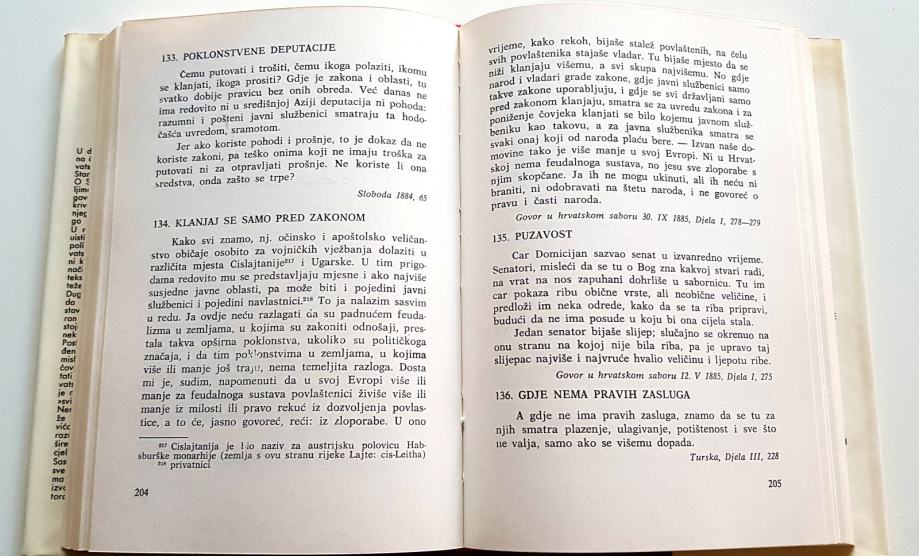 133. POKLONSTVENE DEPUTACIJE
Čemu putovati i trošiti, čemu ikoga polaziti, ikomu
se klanjati, ikoga prositi? Gdje je zakona i oblasti, tu
svatko dobije pravicu bez onih obreda. Već danas ne
ima redovito ni u središnjoj Aziji deputacija ni pohoda:
razumni i pošteni javni službenici smatraju ta hodo-
čašća uvredom, sramotom.
Jer ako koriste pohodi i prošnje, to je dokaz da ne
koriste zakoni, pa teško onima koji ne imaju troška za
putovati ni za otpravljati prošnje. Ne koriste li ona
sredstva, onda zašto se trpe?
Sloboda 1884, 65
134. KLANJAJ SE SAMO PRED ZAKONOM
Kako svi znamo, nj. očinsko i apoštolsko veličan-
stvo običaje osobito za vojničkih vježbanja dolaziti u
različita mjesta Cislajtanije²¹⁷ i Ugarske. U tim prigo-
dama redovito mu se predstavljaju mjesne i ako najviše
susjedne javne oblasti, pa može biti i pojedini javni
službenici i pojedini navlastnici.²¹⁸ To ja nalazim sasvim
u redu. Ja ovdje neću razlagati da su padnućem feuda-
lizma u zemljama, u kojima su zakoniti odnošaji, pres-
tala takva opširna poklonstva, ukoliko su političkoga
značaja, i da tim poklonstvima u zemljama, u kojima
više ili manje još traju, nema temeljita razloga. Dosta
mi je, sudim, napomenuti da u svoj Evropi više ili
manje za feudalnoga sustava povlaštenici živiše više ili
manje iz milosti ili pravo rekuć iz dozvoljenja povlas-
tice, a to će, jasno govoreć, reći: iz zloporabe. U ono
²¹⁷ Cislajtanija je bio naziv za austrijsku polovicu Hab-
sburške monarhije (zemlja s ovu stranu rijeke Lajte: cis-Leitha)
²¹⁸ privatnici
204
vrijeme, kako rekoh, bijaše stalež povlaštenih, na čelu
svih povlaštenika stajaše vladar. Tu bijaše mjesto da se
niži klanjaju višemu, a svi skupa najvišemu. No gdje
narod i vladari grade zakone, gdje javni službenici samo
takve zakone uporabljuju, i gdje se svi državljani samo
pred zakonom klanjaju, smatra se za uvredu zakona i za
poniženje čovjeka klanjati se bilo kojemu javnom služ-
beniku kao takovu, a za javna službenika smatra se
svaki onaj koji od naroda plaću bere. — Izvan naše do-
movine tako je više manje u svoj Evropi. Ni u Hrvat-
skoj nema feudalnoga sustava, no jesu sve zloporabe s
njim skopčane. Ja ih ne mogu ukinuti, ali ih neću ni
braniti, ni odobravati na štetu naroda, i ne govoreć o
pravu i časti naroda.
Govor u hrvatskom saboru 30. IX 1885, Djela I, 278—279
135. PUZAVOST
Car Domicijan sazvao senat u izvanredno vrijeme.
Senatori, misleći da se tu o Bog zna kakvoj stvari radi,
na vrat na nos zapuhani dohrliše u sabornicu. Tu im
car pokaza ribu obične vrste, ali neobične veličine, i
predloži im neka odrede, kako da se ta riba pripravi,
budući da ne ima posude u koju bi ona cijela stala.
Jedan senator bijaše slijep; slučajno se okrenuo na
onu stranu na kojoj nije bila riba, pa je upravo taj
slijepac najviše i najvruće hvalio veličinu i ljepotu ribe.
Govor u hrvatskom saboru 12. V 1885, Djela I, 275
136. GDJE NEMA PRAVIH ZASLUGA
A gdje ne ima pravih zasluga, znamo da se tu za
njih smatra plazenje, ulagivanje, potištenost i sve što
ne valja, samo ako se višemu dopada.
Turska, Djela III, 228
205